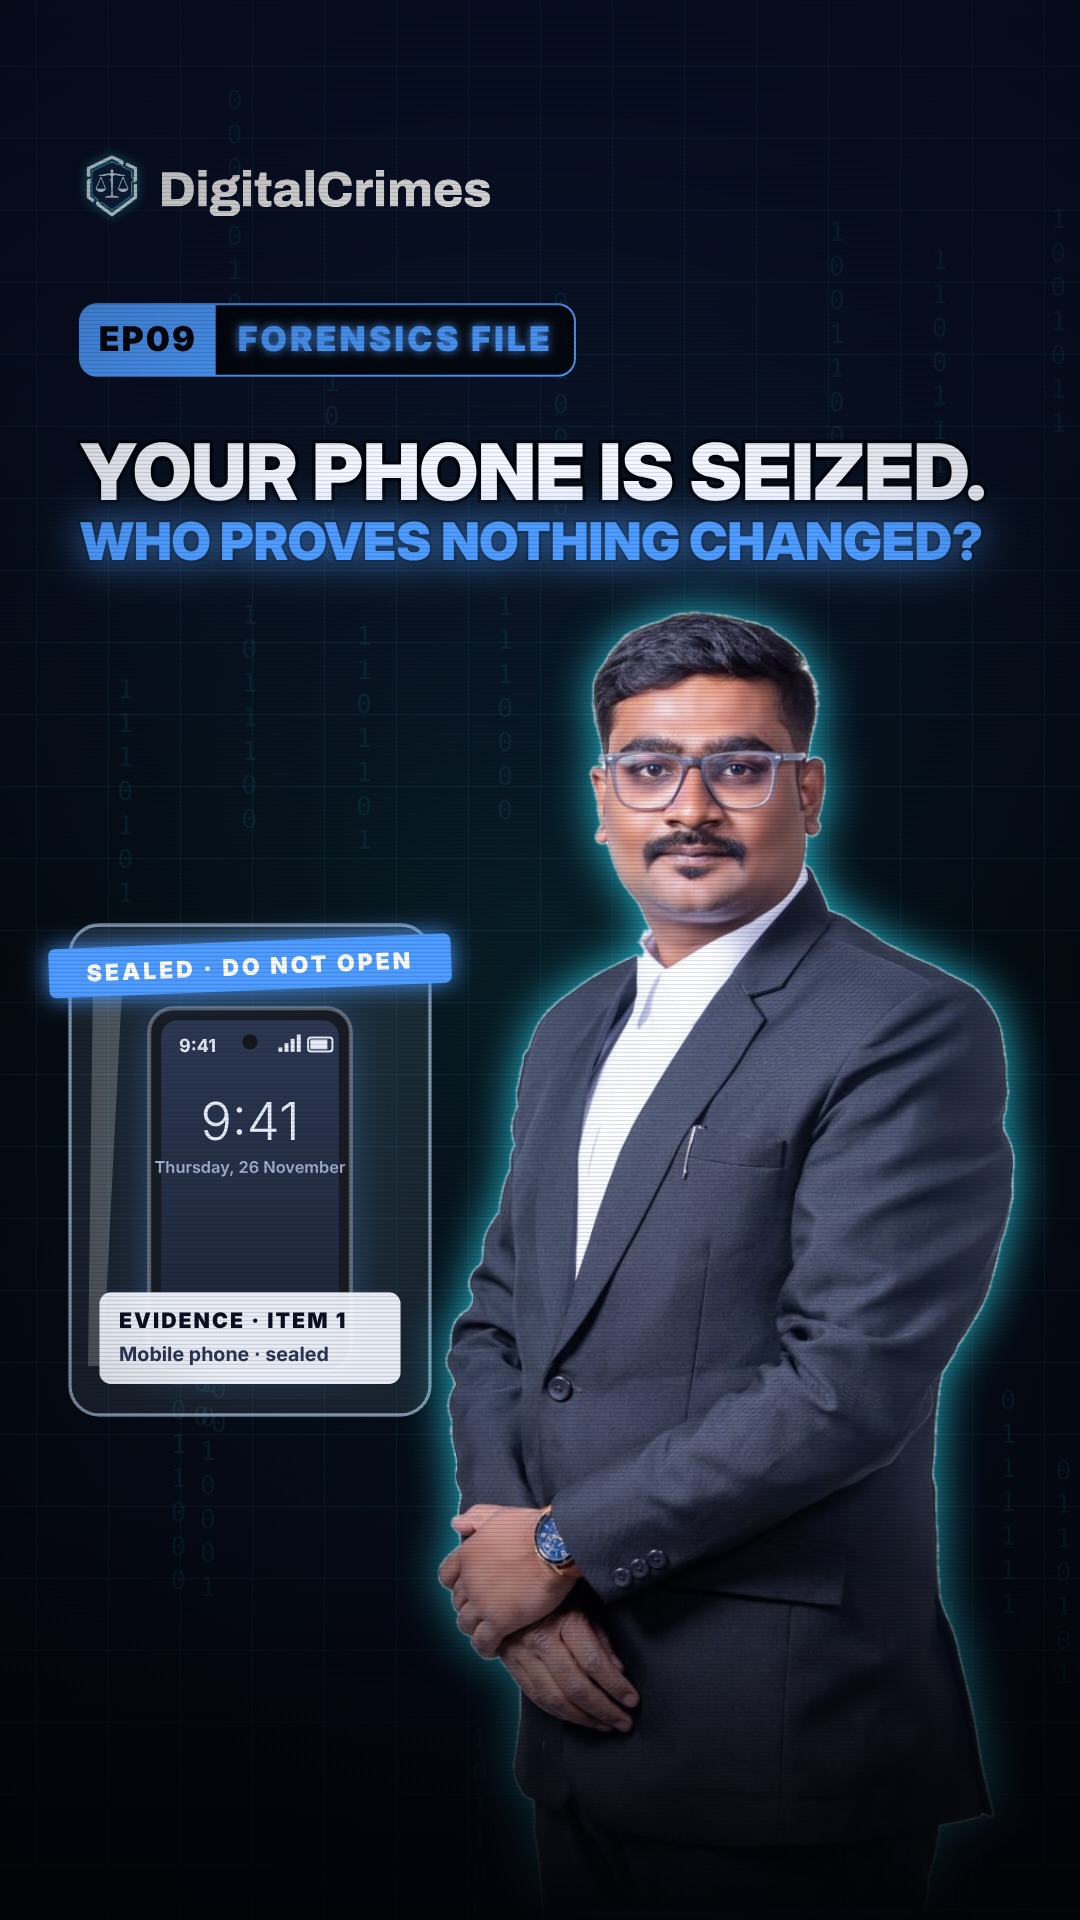 DigitalCrimes
EP09 FORENSICS FILE
YOUR PHONE IS SEIZED.
WHO PROVES NOTHING CHANGED?
SEALED · DO NOT OPEN
9:41
9:41
Thursday, 26 November
EVIDENCE · ITEM 1
Mobile phone · sealed